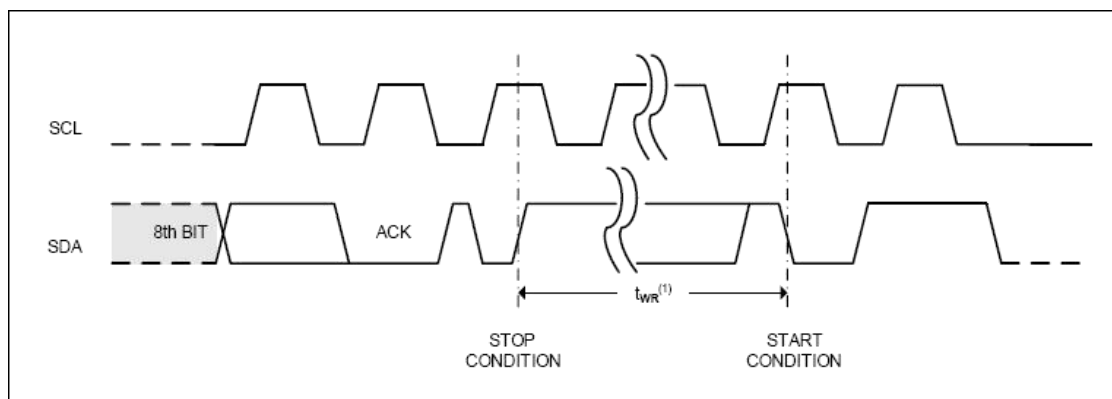 SCL
8th BIT
ACK
SDA
tWR(1)
STOP
CONDITION
START
CONDITION